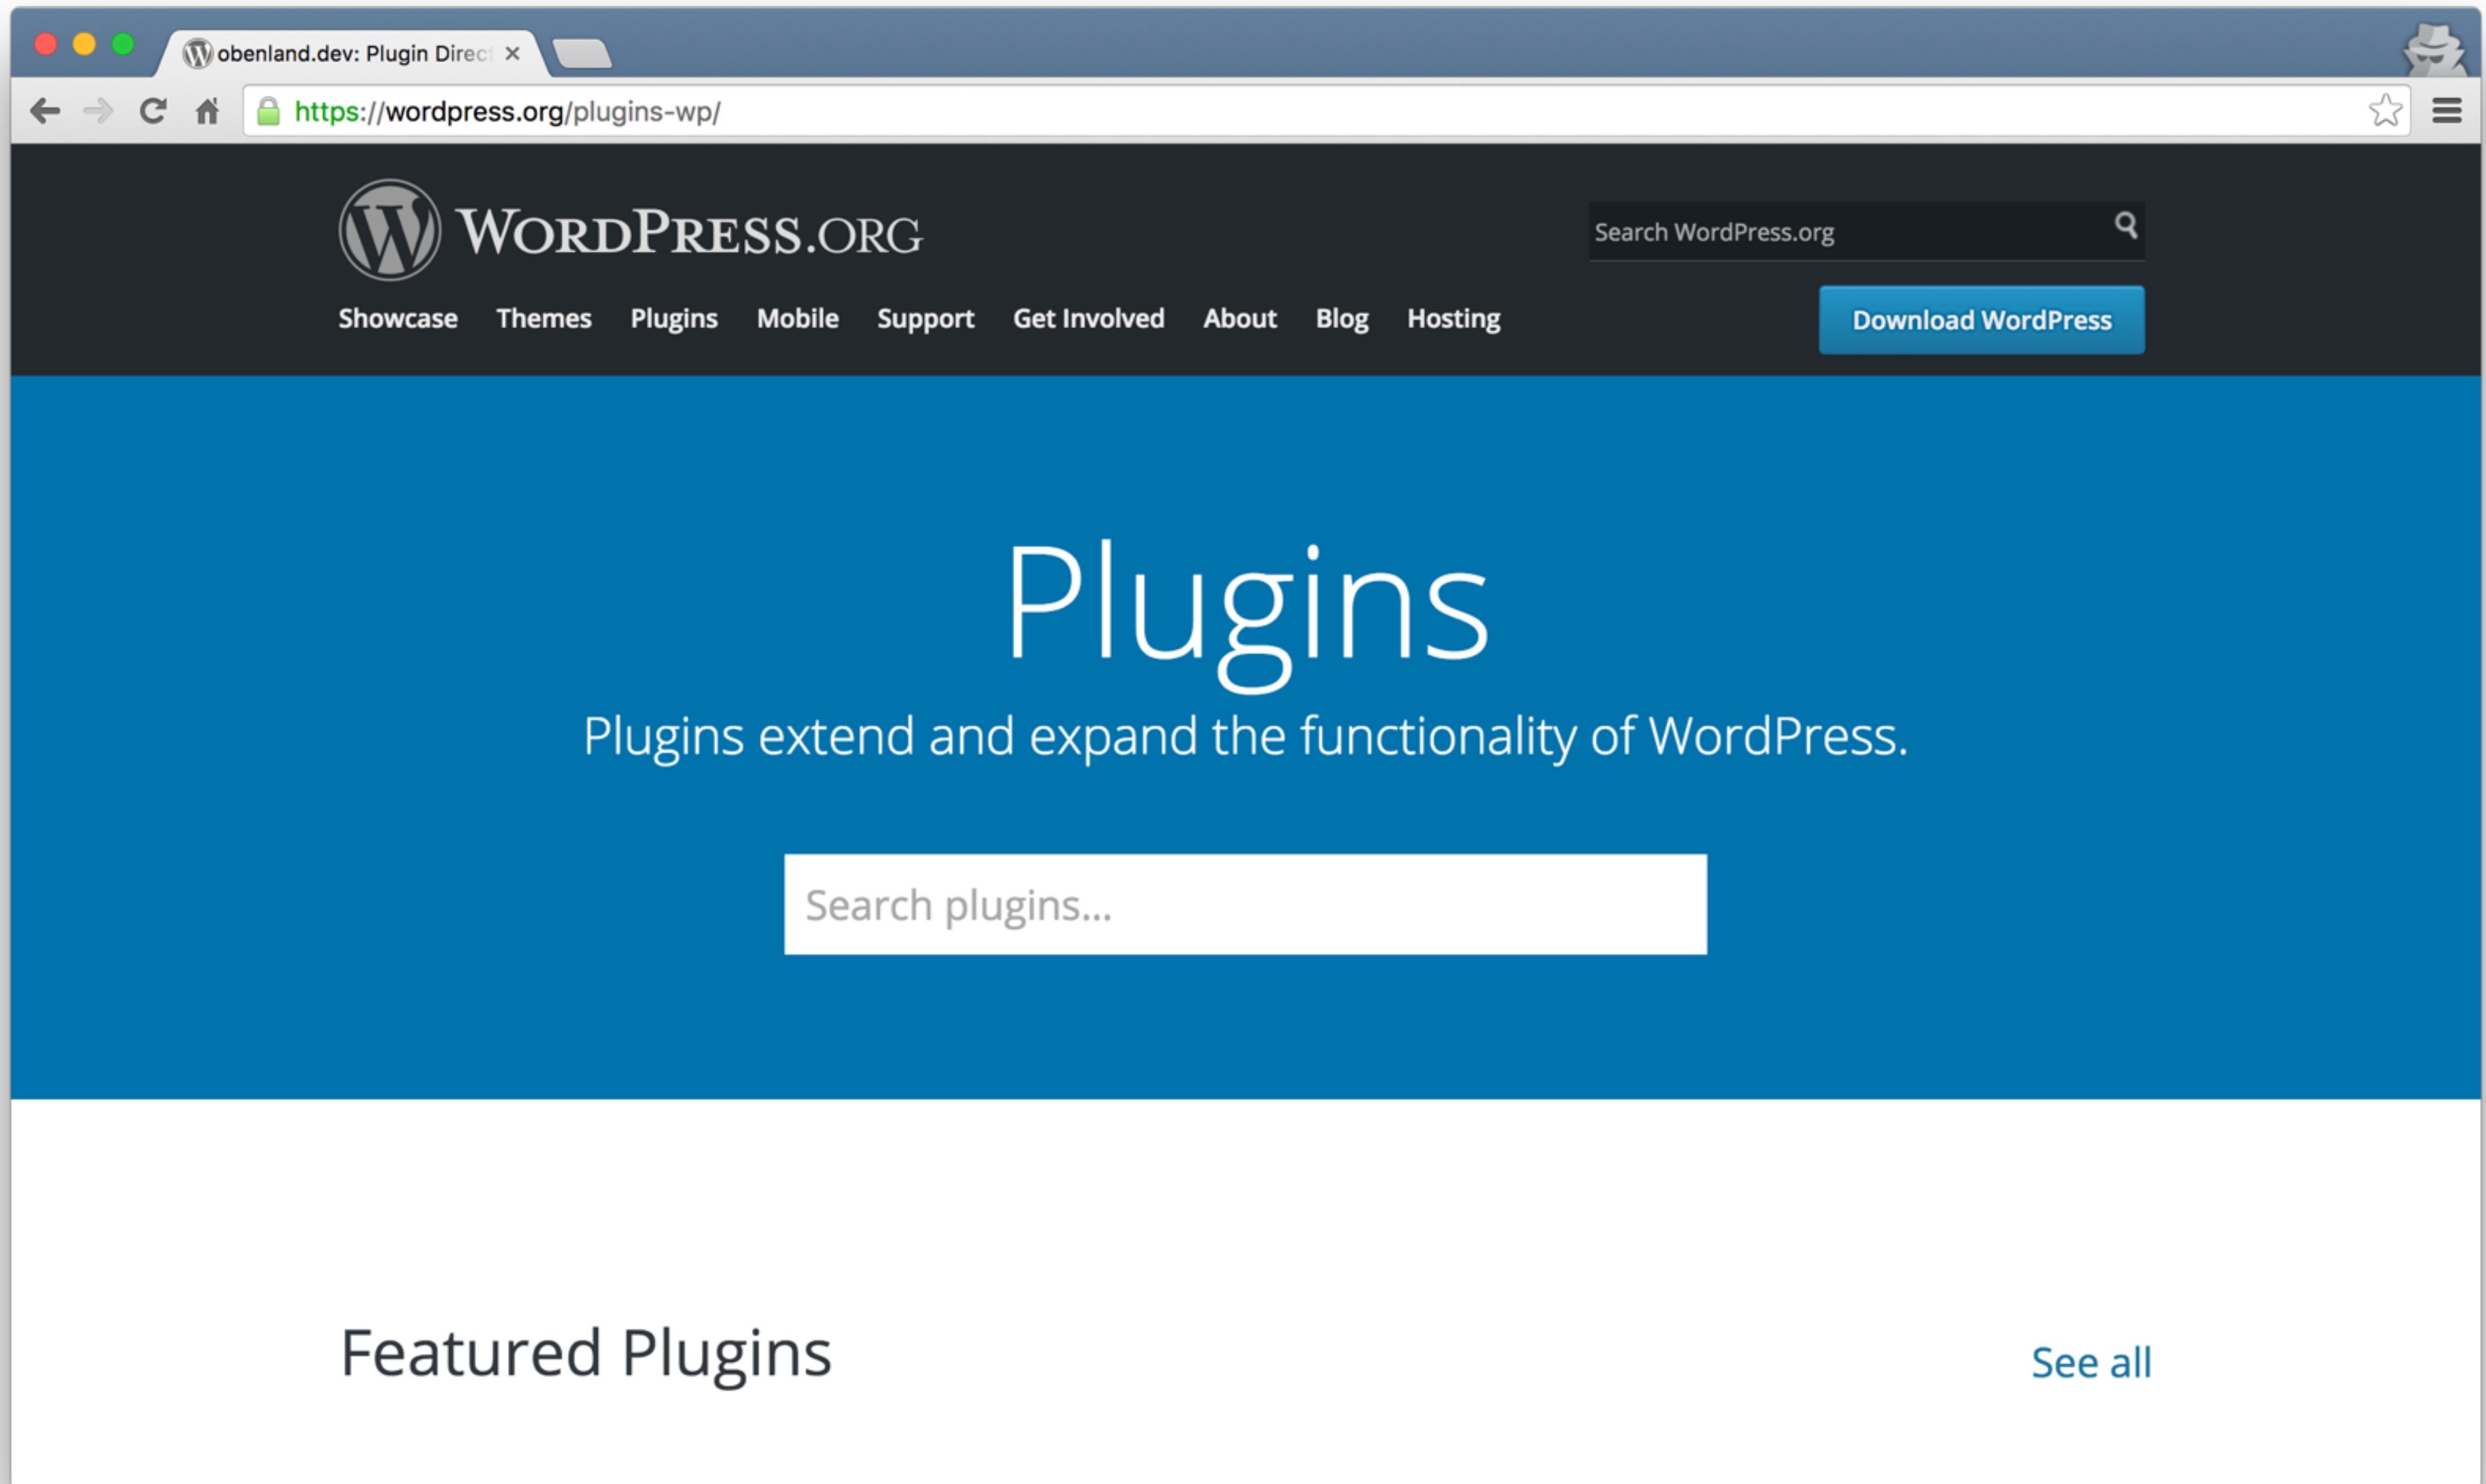 obenland.dev: Plugin Direct
https://wordpress.org/plugins-wp/
WORDPRESS.ORG
Search WordPress.org
Showcase Themes Plugins Mobile Support Get Involved About Blog Hosting
Download WordPress
Plugins
Plugins extend and expand the functionality of WordPress.
Search plugins...
Featured Plugins
See all